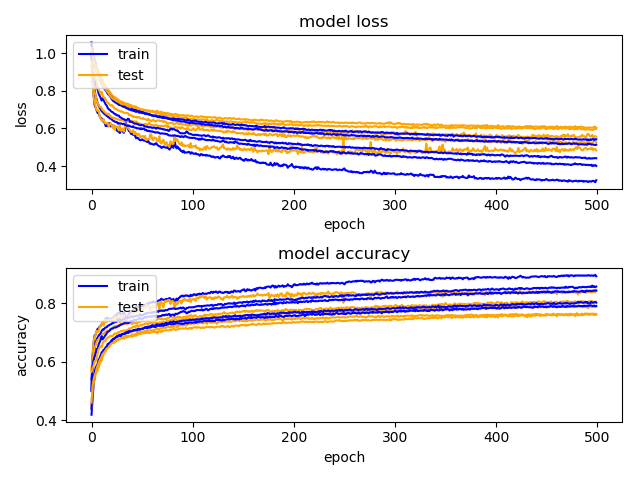 model loss
train
test
loss
1.0
0.8
0.6
0.4
0 100 200 300 400 500
epoch
model accuracy
train
test
accuracy
0.8
0.6
0.4
0 100 200 300 400 500
epoch